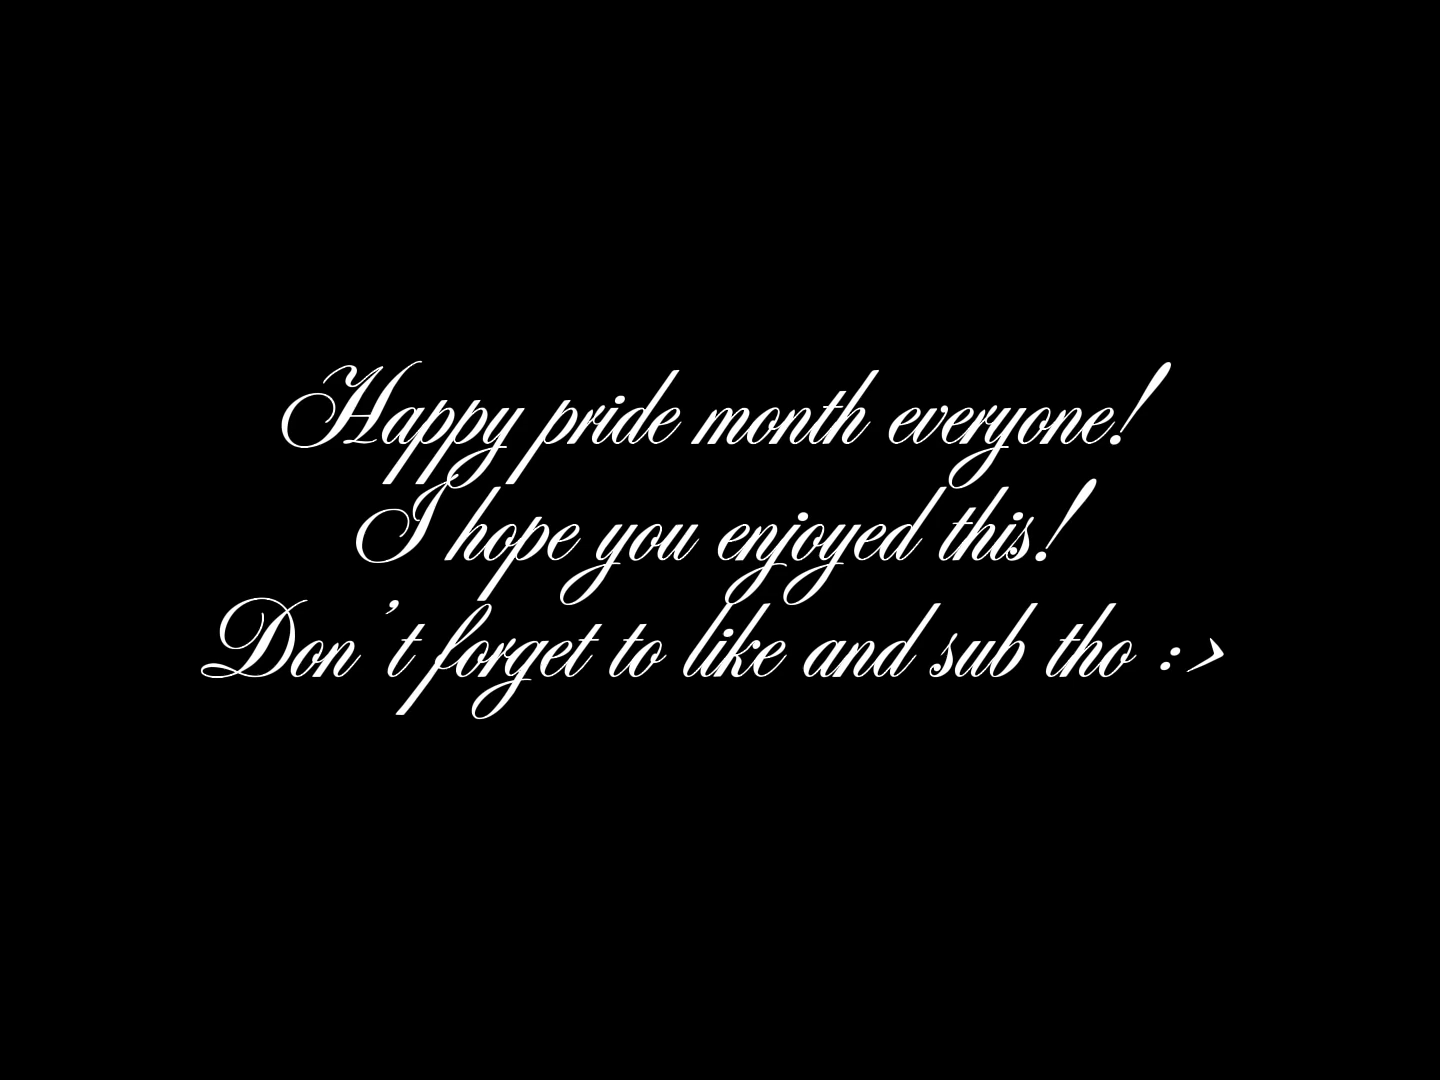 Happy pride month everyone!
I hope you enjoyed this!
Don't forget to like and sub tho :>